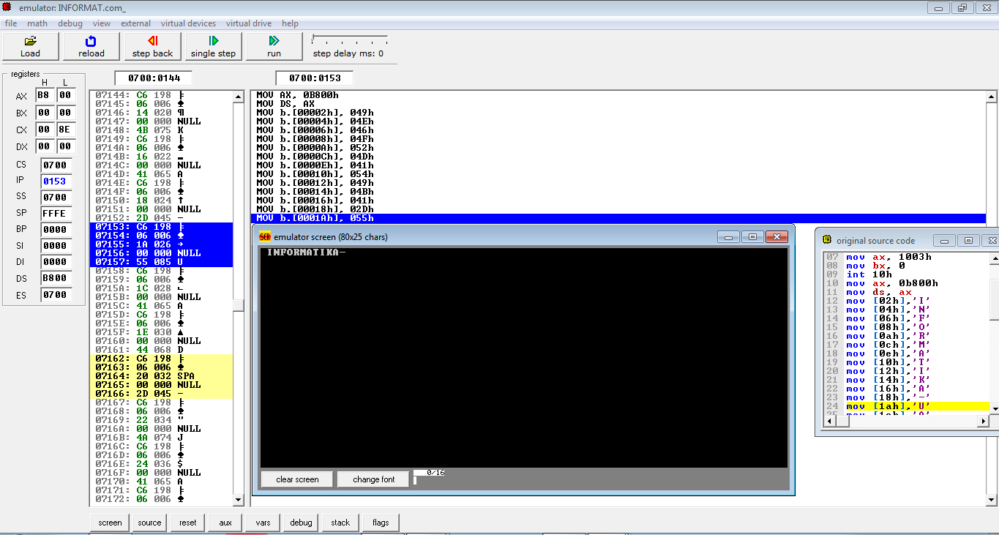 emulator: INFORMAT.com_
file math debug view external virtual devices virtual drive help
Load reload step back single step run step delay ms: 0
registers
H L
AX B8 00
BX 00 00
CX 00 8E
DX 00 00
CS 0700
IP 0153
SS 0700
SP FFFE
BP 0000
SI 0000
DI 0000
DS B800
ES 0700
0700:0144
07144: C6 198 ╞
07145: 06 006 ♠
07146: 14 020 ¶
07147: 00 000 NULL
07148: 4B 075 K
07149: C6 198 ╞
0714A: 06 006 ♠
0714B: 16 022 ▬
0714C: 00 000 NULL
0714D: 41 065 A
0714E: C6 198 ╞
0714F: 06 006 ♠
07150: 18 024 ↑
07151: 00 000 NULL
07152: 2D 045 -
07153: C6 198 ╞
07154: 06 006 ♠
07155: 1A 026 →
07156: 00 000 NULL
07157: 55 085 U
07158: C6 198 ╞
07159: 06 006 ♠
0715A: 1C 028 ∟
0715B: 00 000 NULL
0715C: 41 065 A
0715D: C6 198 ╞
0715E: 06 006 ♠
0715F: 1E 030 ▲
07160: 00 000 NULL
07161: 44 068 D
07162: C6 198 ╞
07163: 06 006 ♠
07164: 20 032 SPA
07165: 00 000 NULL
07166: 2D 045 -
07167: C6 198 ╞
07168: 06 006 ♠
07169: 22 034 "
0716A: 00 000 NULL
0716B: 4A 074 J
0716C: C6 198 ╞
0716D: 06 006 ♠
0716E: 24 036 $
0716F: 00 000 NULL
07170: 41 065 A
07171: C6 198 ╞
07172: 06 006 ♠
0700:0153
MOV AX, 0B800h
MOV DS, AX
MOV b.[00002h], 049h
MOV b.[00004h], 04Eh
MOV b.[00006h], 046h
MOV b.[00008h], 04Fh
MOV b.[0000Ah], 052h
MOV b.[0000Ch], 04Dh
MOV b.[0000Eh], 041h
MOV b.[00010h], 054h
MOV b.[00012h], 049h
MOV b.[00014h], 04Bh
MOV b.[00016h], 041h
MOV b.[00018h], 02Dh
MOV b.[0001Ah], 055h
SCR emulator screen (80x25 chars)
INFORMATIKA-
clear screen change font 0/16
original source code
07 mov ax, 1003h
08 mov bx, 0
09 int 10h
10 mov ax, 0b800h
11 mov ds, ax
12 mov [02h],'I'
13 mov [04h],'N'
14 mov [06h],'F'
15 mov [08h],'O'
16 mov [0ah],'R'
17 mov [0ch],'M'
18 mov [0eh],'A'
19 mov [10h],'T'
20 mov [12h],'I'
21 mov [14h],'K'
22 mov [16h],'A'
23 mov [18h],'-'
24 mov [1ah],'U'
screen source reset aux vars debug stack flags